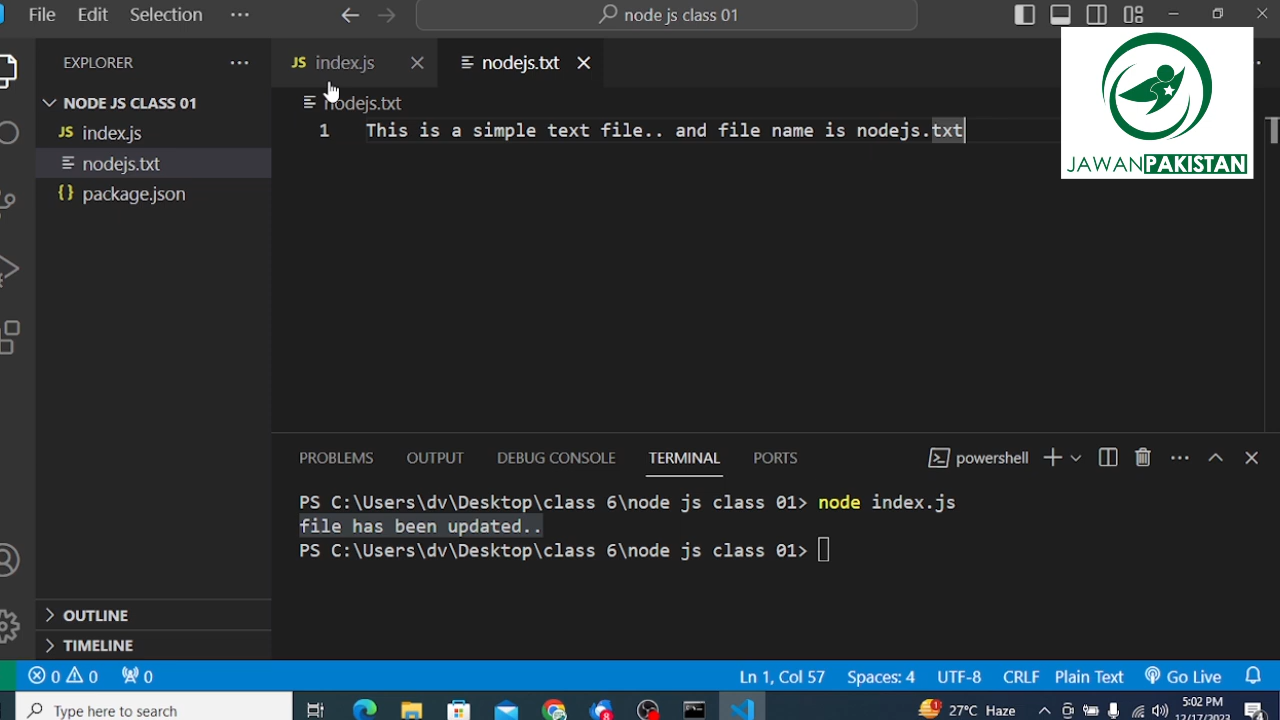 File Edit Selection ···
node js class 01
EXPLORER ···
JS index.js
nodejs.txt
NODE JS CLASS 01
JS index.js
nodejs.txt
{} package.json
nodejs.txt
1 This is a simple text file.. and file name is nodejs.txt
JAWANPAKISTAN
PROBLEMS OUTPUT DEBUG CONSOLE TERMINAL PORTS
powershell
PS C:\Users\dv\Desktop\class 6\node js class 01> node index.js
file has been updated..
PS C:\Users\dv\Desktop\class 6\node js class 01>
OUTLINE
TIMELINE
0 0 0
Ln 1, Col 57 Spaces: 4 UTF-8 CRLF Plain Text Go Live
Type here to search
27°C Haze
5:02 PM
12/17/2023